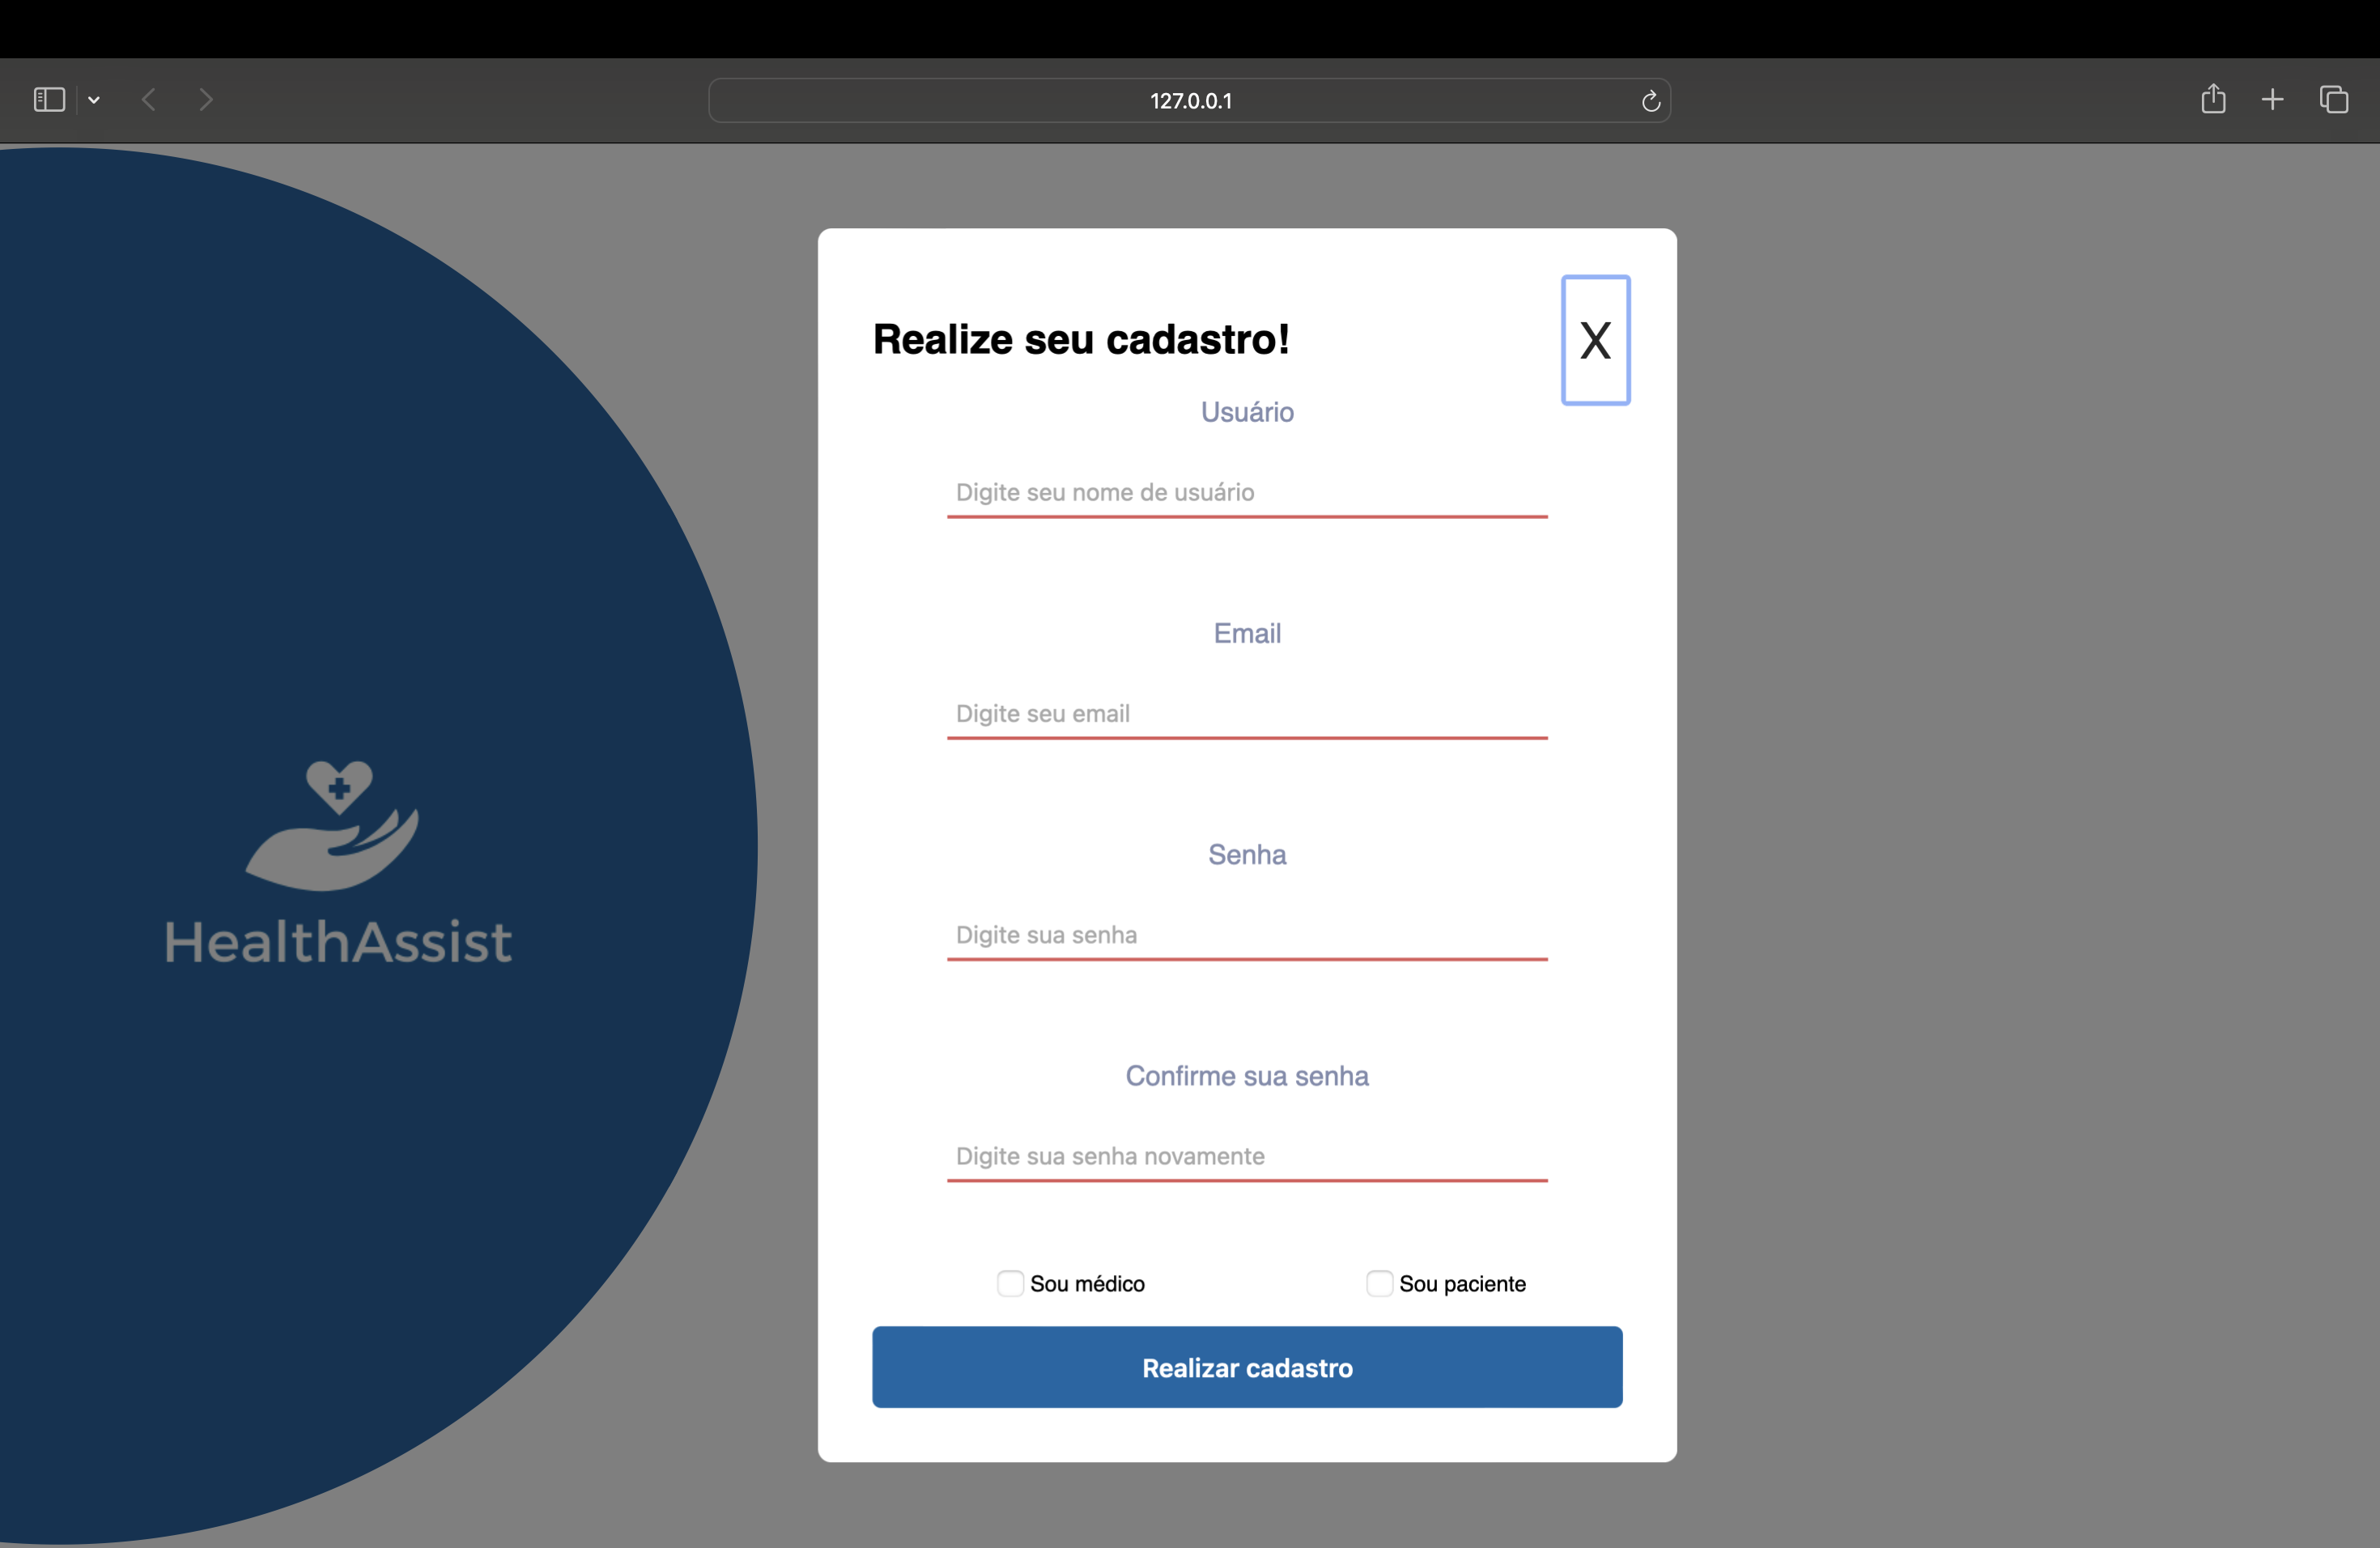 127.0.0.1
Realize seu cadastro!
X
Usuário
Digite seu nome de usuário
Email
Digite seu email
Senha
Digite sua senha
Confirme sua senha
Digite sua senha novamente
Sou médico
Sou paciente
Realizar cadastro
HealthAssist